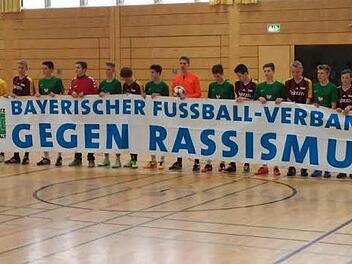 BAYERISCHER FUSSBALL-VERBAN
GEGEN RASSISMU